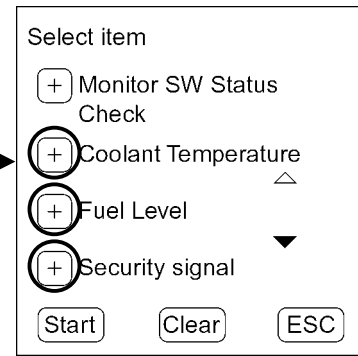 Select item
+ Monitor SW Status
Check
+ Coolant Temperature
+ Fuel Level
+ Security signal
Start Clear ESC